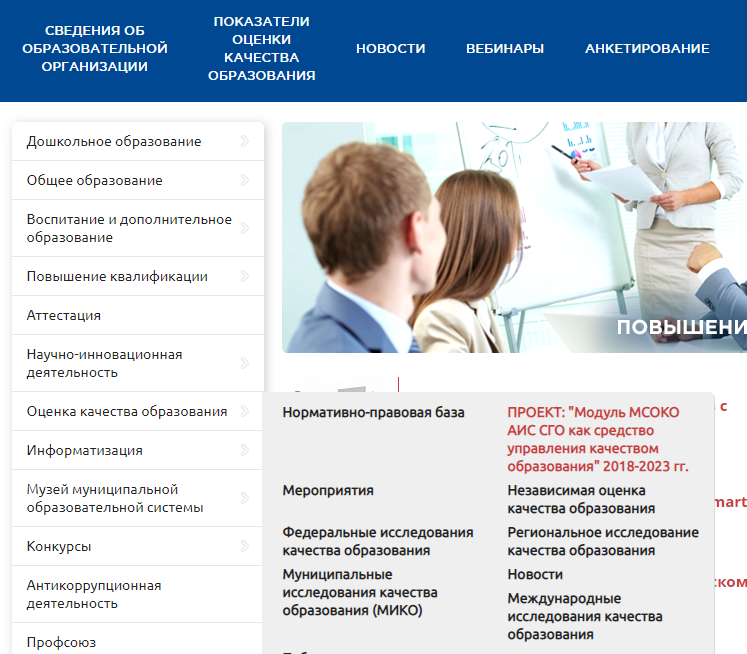 СВЕДЕНИЯ ОБ
ОБРАЗОВАТЕЛЬНОЙ
ОРГАНИЗАЦИИ
ПОКАЗАТЕЛИ
ОЦЕНКИ
КАЧЕСТВА
ОБРАЗОВАНИЯ
НОВОСТИ
ВЕБИНАРЫ
АНКЕТИРОВАНИЕ
Дошкольное образование
Общее образование
Воспитание и дополнительное
образование
Повышение квалификации
Аттестация
Научно-инновационная
деятельность
Оценка качества образования
Информатизация
Музей муниципальной
образовательной системы
Конкурсы
Антикоррупционная
деятельность
Профсоюз
ПОВЫШЕНИ
с
Нормативно-правовая база
ПРОЕКТ: "Модуль МСОКО
АИС СГО как средство
управления качеством
образования" 2018-2023 гг.
Мероприятия
Независимая оценка
качества образования
Федеральные исследования
качества образования
Региональное исследование
качества образования
Муниципальные
исследования качества
образования (МИКО)
Новости
Международные
исследования качества
образования
mart
ском